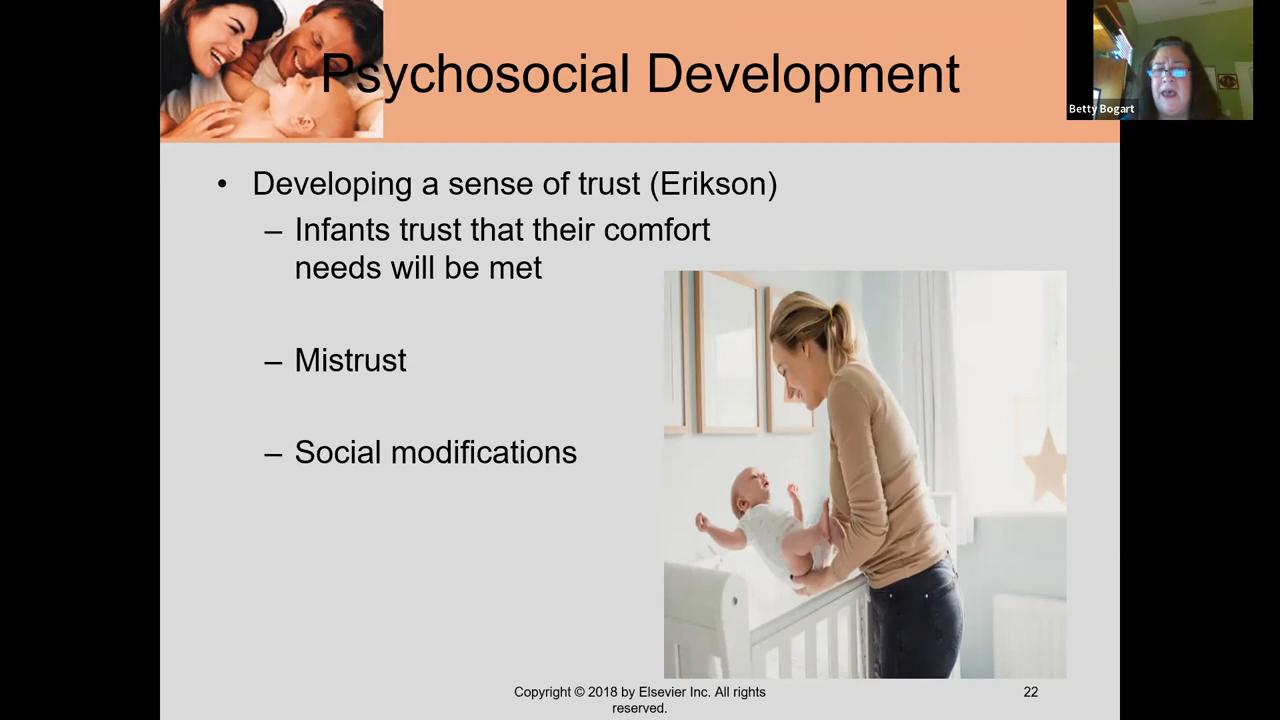 Psychosocial Development
Betty Bogart
• Developing a sense of trust (Erikson)
– Infants trust that their comfort
needs will be met
– Mistrust
– Social modifications
Copyright © 2018 by Elsevier Inc. All rights
reserved.
22